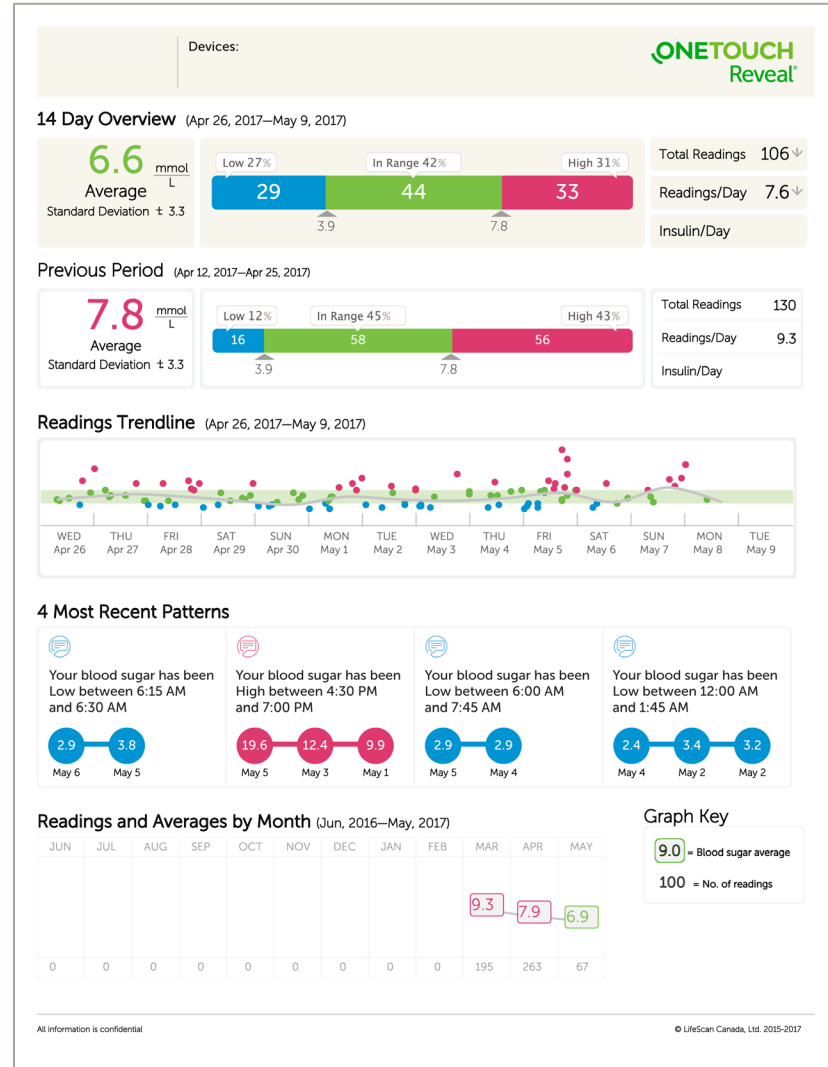 Devices:
ONETOUCH
Reveal®
14 Day Overview (Apr 26, 2017—May 9, 2017)
6.6 mmol
L
Average
Standard Deviation ± 3.3
Low 27% In Range 42% High 31%
29 44 33
3.9 7.8
Total Readings 106
Readings/Day 7.6
Insulin/Day
Previous Period (Apr 12, 2017—Apr 25, 2017)
7.8 mmol
L
Average
Standard Deviation ± 3.3
Low 12% In Range 45% High 43%
16 58 56
3.9 7.8
Total Readings 130
Readings/Day 9.3
Insulin/Day
Readings Trendline (Apr 26, 2017—May 9, 2017)
WED THU FRI SAT SUN MON TUE WED THU FRI SAT SUN MON TUE
Apr 26 Apr 27 Apr 28 Apr 29 Apr 30 May 1 May 2 May 3 May 4 May 5 May 6 May 7 May 8 May 9
4 Most Recent Patterns
Your blood sugar has been
Low between 6:15 AM
and 6:30 AM
2.9 3.8
May 6 May 5
Your blood sugar has been
High between 4:30 PM
and 7:00 PM
19.6 12.4 9.9
May 5 May 3 May 1
Your blood sugar has been
Low between 6:00 AM
and 7:45 AM
2.9 2.9
May 5 May 4
Your blood sugar has been
Low between 12:00 AM
and 1:45 AM
2.4 3.4 3.2
May 4 May 2 May 2
Readings and Averages by Month (Jun, 2016—May, 2017)
JUN JUL AUG SEP OCT NOV DEC JAN FEB MAR APR MAY
9.3 7.9 6.9
0 0 0 0 0 0 0 0 0 195 263 67
Graph Key
9.0 = Blood sugar average
100 = No. of readings
All information is confidential
© LifeScan Canada, Ltd. 2015-2017